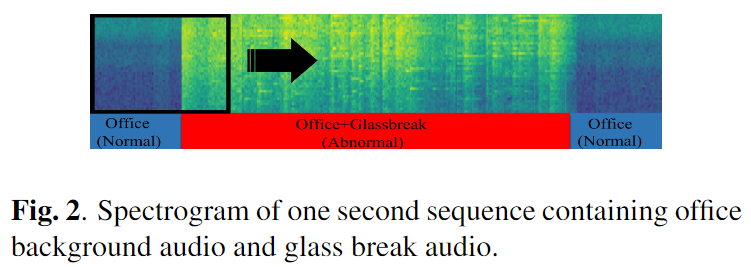 Office
(Normal)
Office+Glassbreak
(Abnormal)
Office
(Normal)
Fig. 2. Spectrogram of one second sequence containing office
background audio and glass break audio.